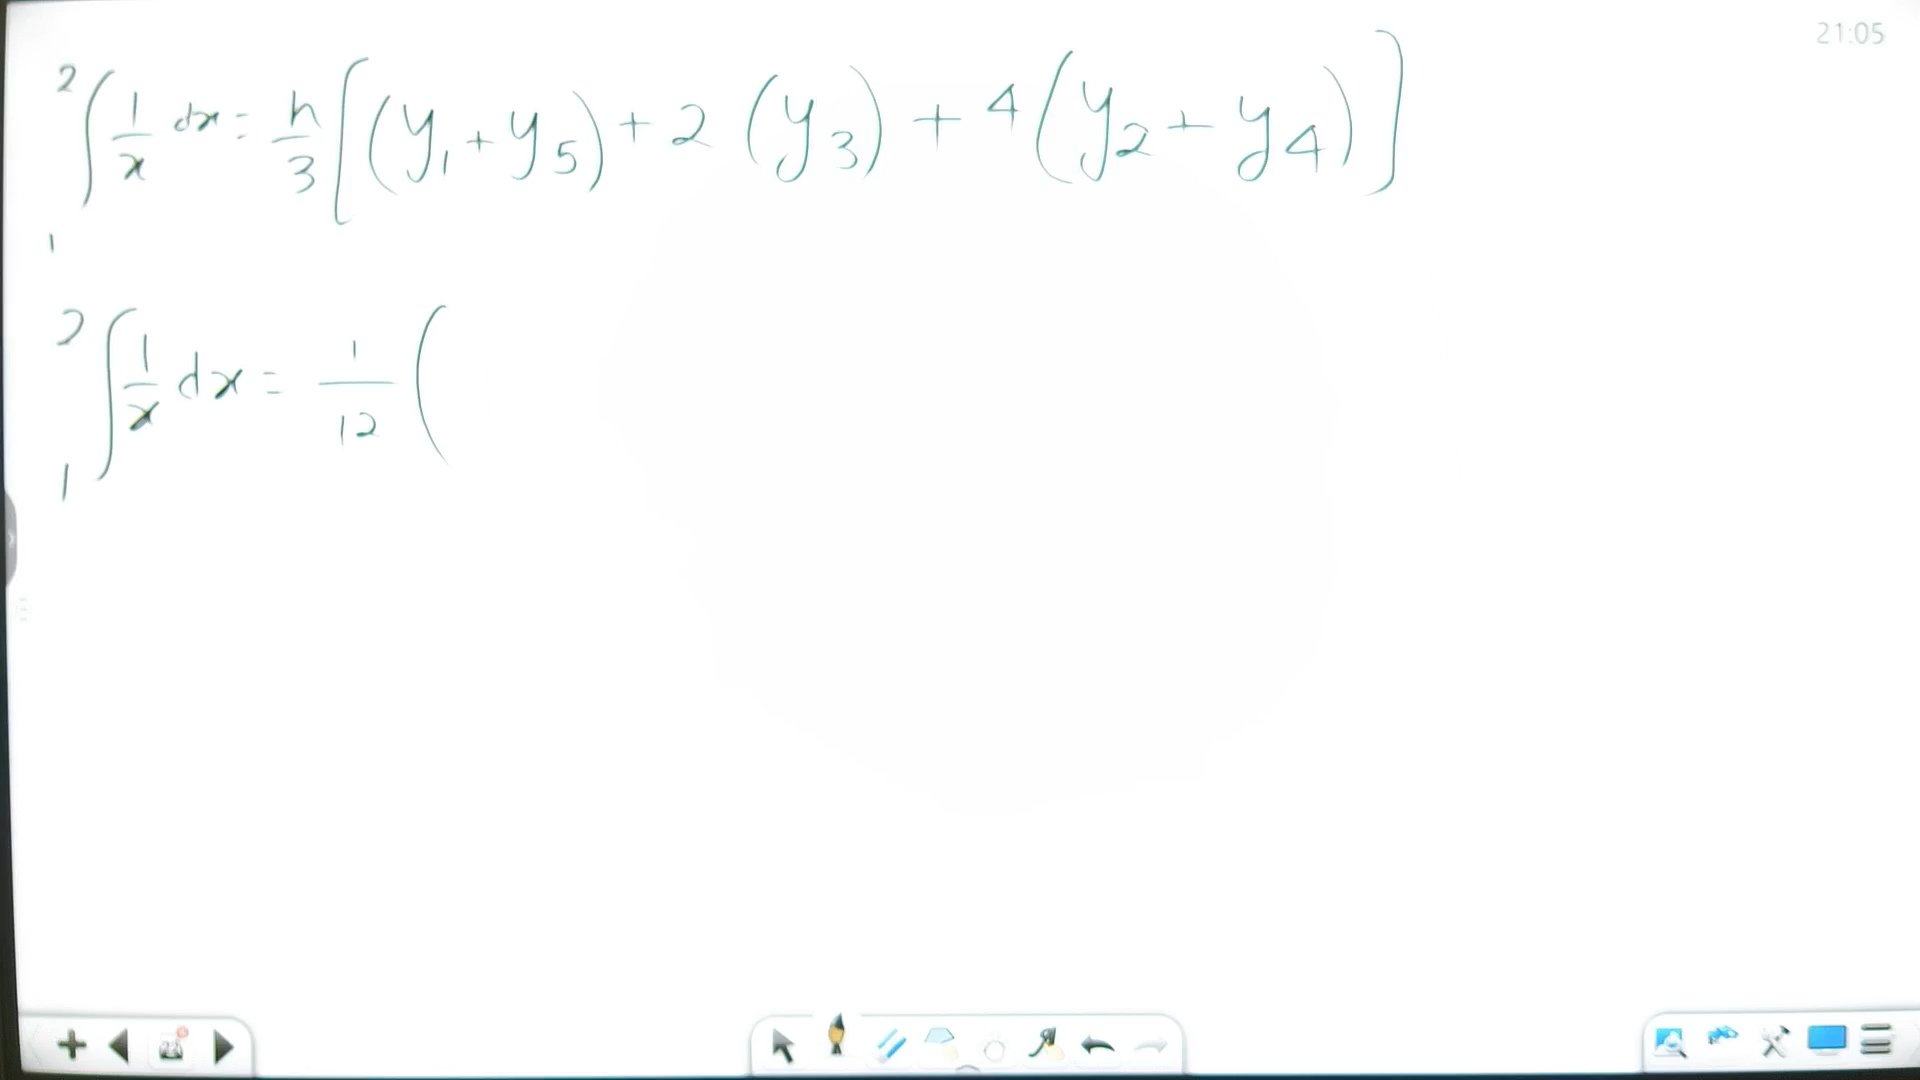 21:05
2∫1 1/x dx = h/3 [(y1 + y5) + 2 (y3) + 4 (y2 + y4)]
2∫1 1/x dx = 1/12 (